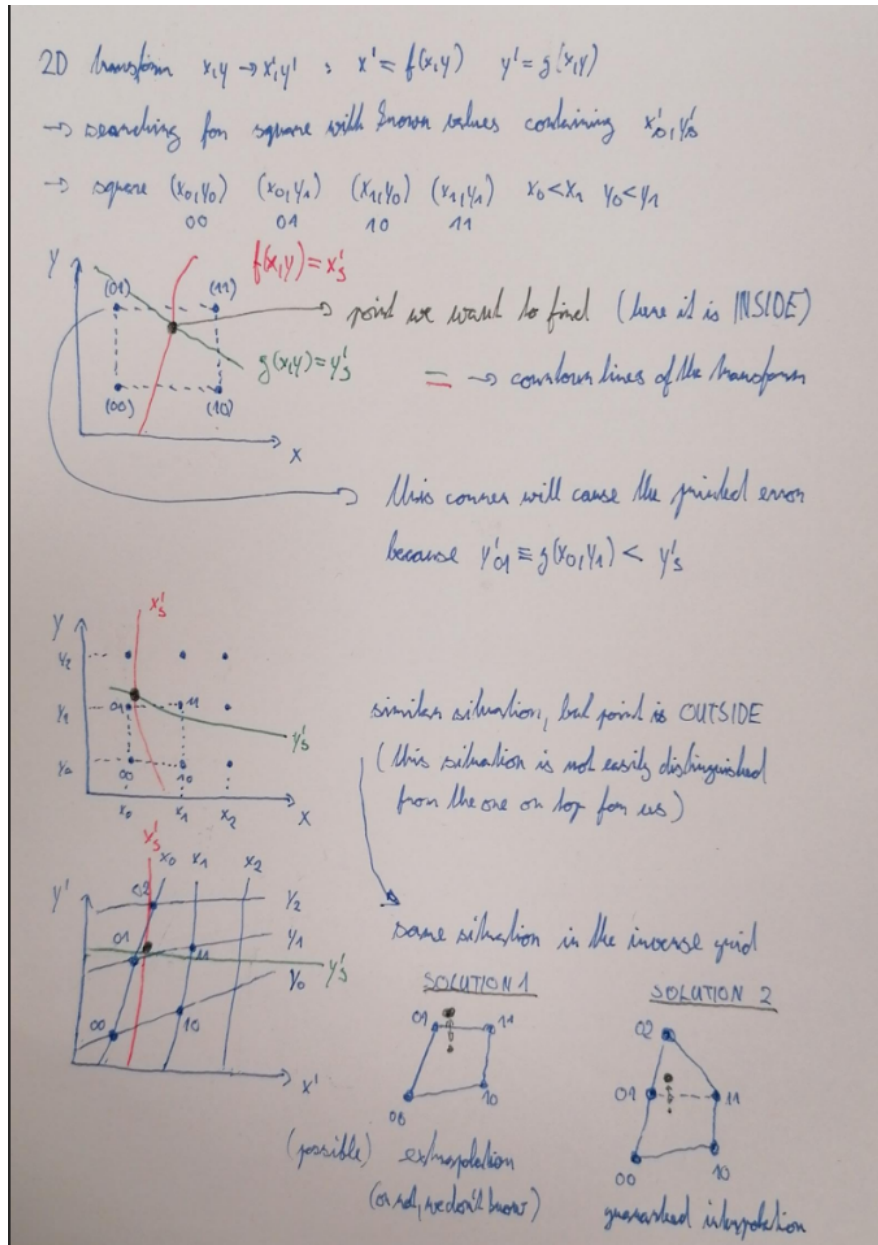 2D transform x,y → x',y' : x' = f(x,y) y' = g(x,y)
→ searching for square with known values containing x's, y's
→ square (x0,y0) (x0,y1) (x1,y0) (x1,y1) x0<x1 y0<y1
00 01 10 11
y
f(x,y) = x's
(01) (11)
→ point we want to find (here it is INSIDE)
g(x,y) = y's
= → countour lines of the transform
(00) (10)
x
→ this corner will cause the printed error
because y'01 ≡ g(x0,y1) < y's
x's
y
y2
y1 01 11
y's
y0 00 10
x0 x1 x2 x
similar situation, but point is OUTSIDE
(this situation is not easily distinguished
from the one on top for us)
x's x0 x1 x2
y' 02 y2
01 11 y1
y0 y's
00 10
x'
same situation in the inverse grid
SOLUTION 1
01 11
00 10
(possible) extrapolation
(or not, we don't know)
SOLUTION 2
02
01 11
00 10
guaranteed interpolation